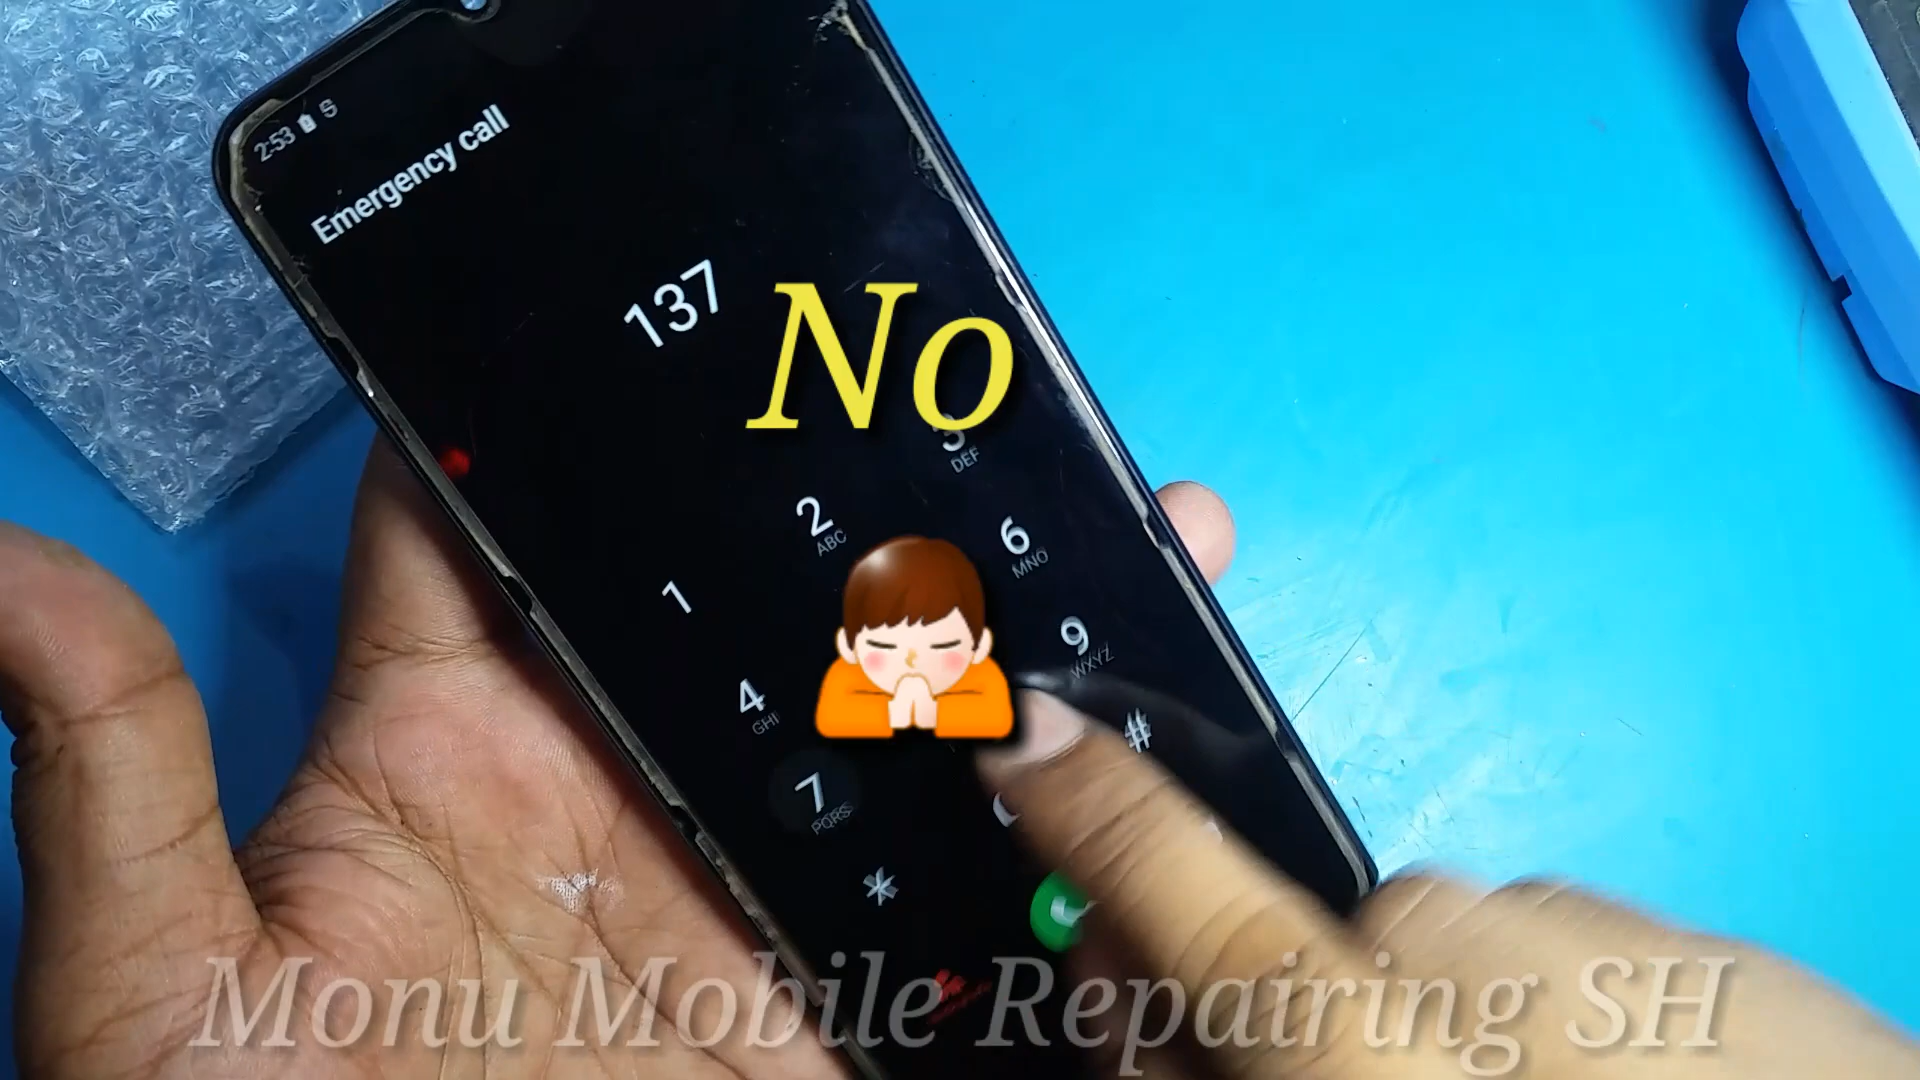 2:53
Emergency call
137
No
3
DEF
2
ABC
6
MNO
1
9
WXYZ
4
GHI
#
7
PQRS
*
Monu Mobile Repairing SH